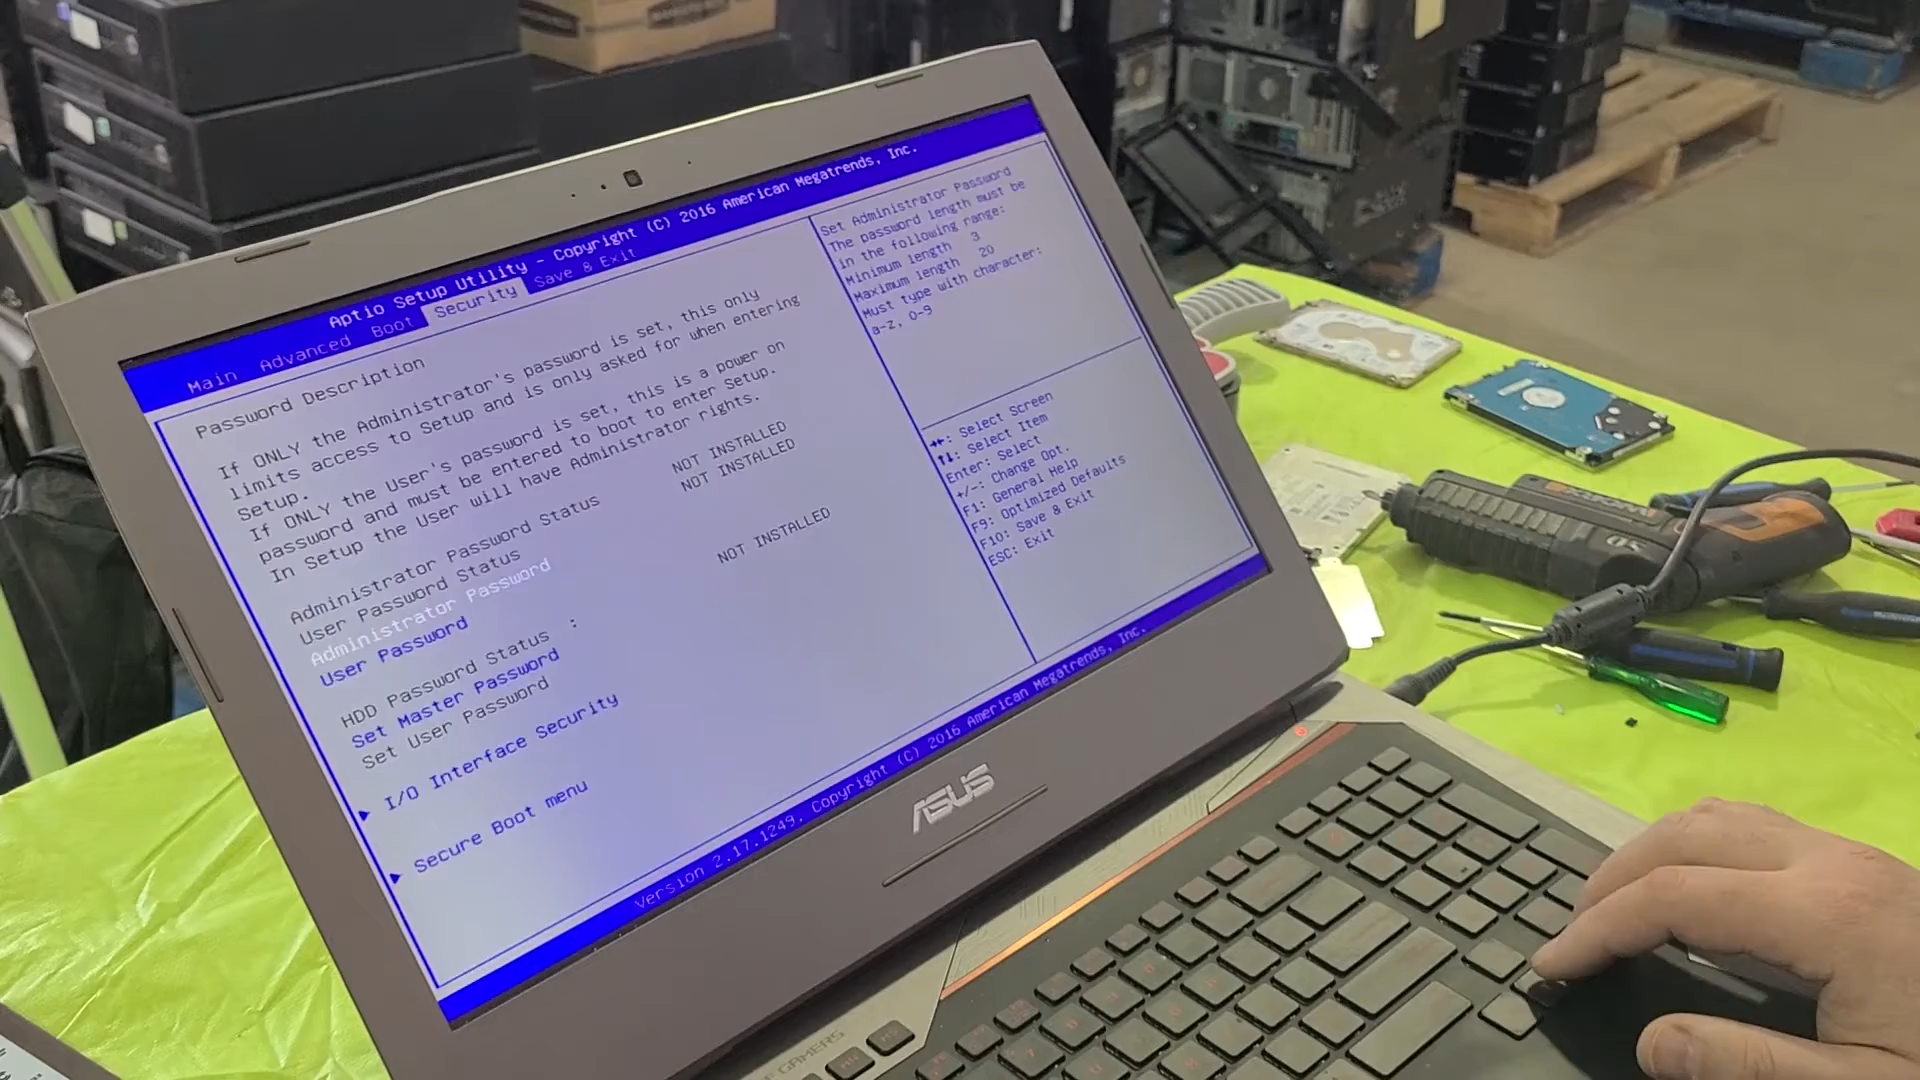 Aptio Setup Utility - Copyright (C) 2016 American Megatrends, Inc.
Main Advanced Boot Security Save & Exit
Password Description
If ONLY the Administrator's password is set, this only
limits access to Setup and is only asked for when entering
Setup.
If ONLY the User's password is set, this is a power on
password and must be entered to boot or enter Setup.
In Setup the User will have Administrator rights.
Administrator Password Status NOT INSTALLED
User Password Status NOT INSTALLED
Administrator Password
User Password
HDD Password Status : NOT INSTALLED
Set Master Password
Set User Password
I/O Interface Security
Secure Boot menu
Set Administrator Password
The password length must be
in the following range:
Minimum length 3
Maximum length 20
Must type with character:
a-z, 0-9
: Select Screen
↑↓: Select Item
Enter: Select
+/-: Change Opt.
F1: General Help
F9: Optimized Defaults
F10: Save & Exit
ESC: Exit
Version 2.17.1249. Copyright (C) 2016 American Megatrends, Inc.
ASUS
GAMERS